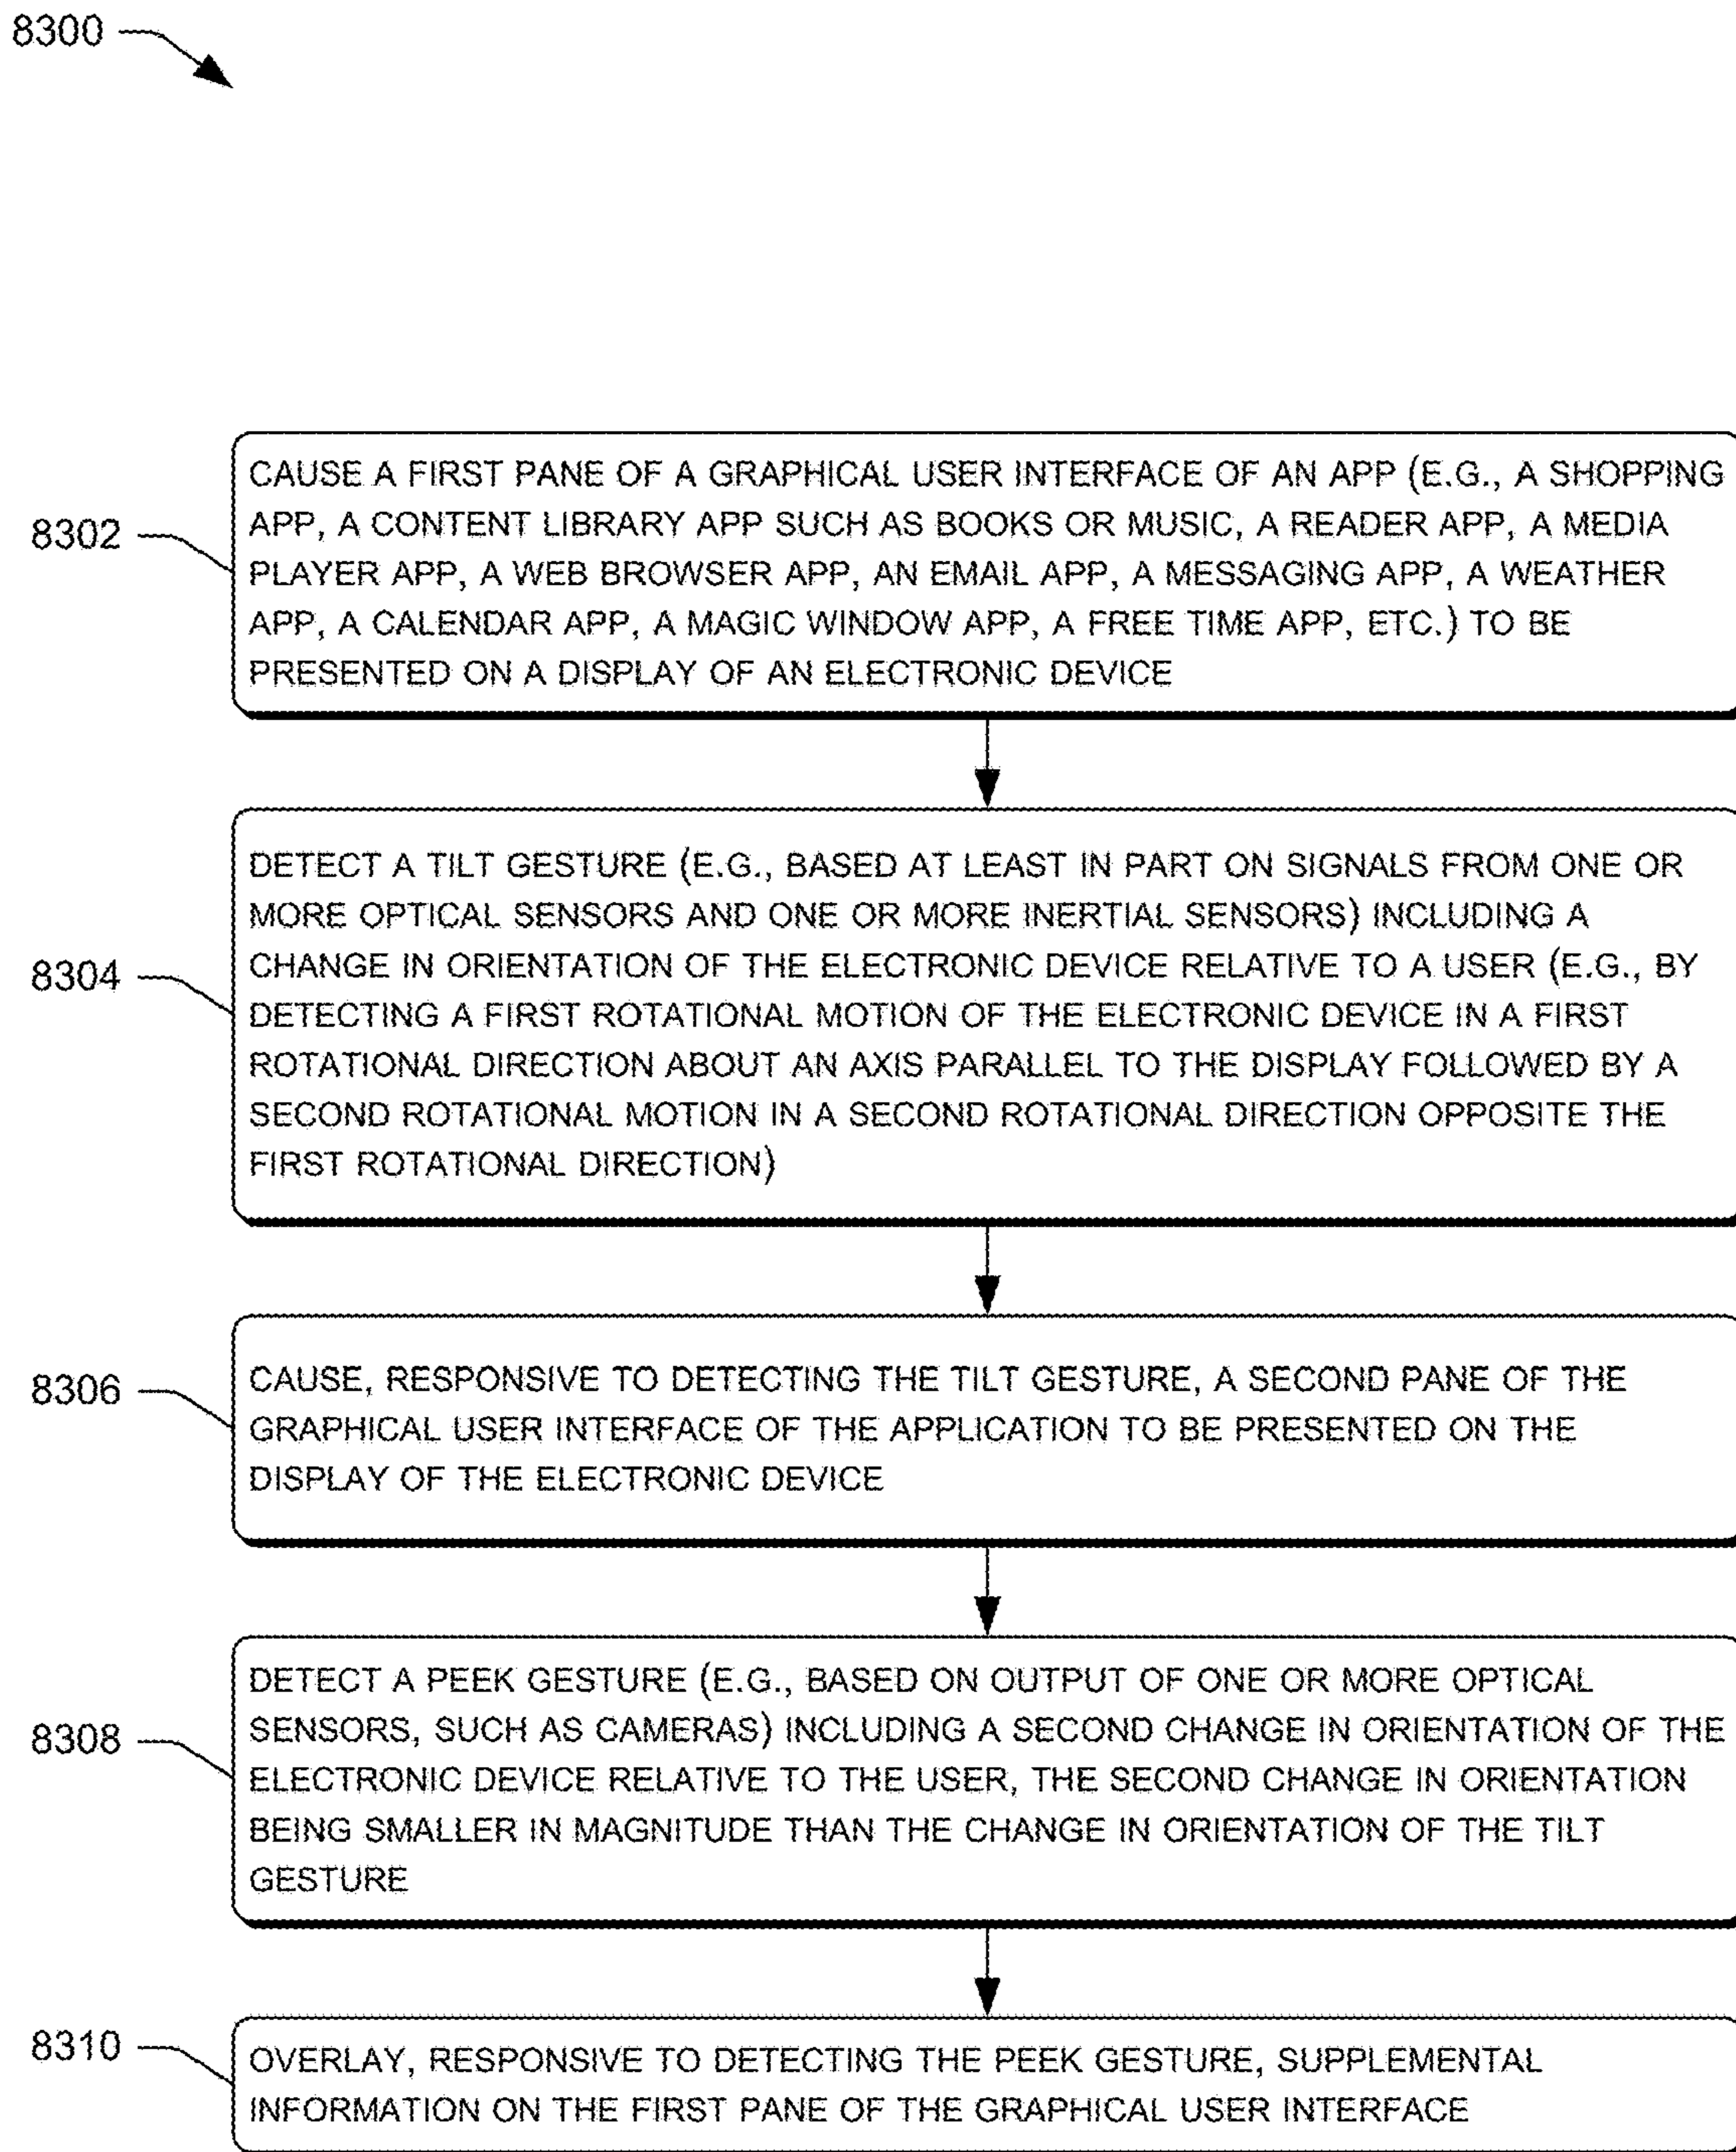 8300
8302
CAUSE A FIRST PANE OF A GRAPHICAL USER INTERFACE OF AN APP (E.G., A SHOPPING
APP, A CONTENT LIBRARY APP SUCH AS BOOKS OR MUSIC, A READER APP, A MEDIA
PLAYER APP, A WEB BROWSER APP, AN EMAIL APP, A MESSAGING APP, A WEATHER
APP, A CALENDAR APP, A MAGIC WINDOW APP, A FREE TIME APP, ETC.) TO BE
PRESENTED ON A DISPLAY OF AN ELECTRONIC DEVICE
8304
DETECT A TILT GESTURE (E.G., BASED AT LEAST IN PART ON SIGNALS FROM ONE OR
MORE OPTICAL SENSORS AND ONE OR MORE INERTIAL SENSORS) INCLUDING A
CHANGE IN ORIENTATION OF THE ELECTRONIC DEVICE RELATIVE TO A USER (E.G., BY
DETECTING A FIRST ROTATIONAL MOTION OF THE ELECTRONIC DEVICE IN A FIRST
ROTATIONAL DIRECTION ABOUT AN AXIS PARALLEL TO THE DISPLAY FOLLOWED BY A
SECOND ROTATIONAL MOTION IN A SECOND ROTATIONAL DIRECTION OPPOSITE THE
FIRST ROTATIONAL DIRECTION)
8306
CAUSE, RESPONSIVE TO DETECTING THE TILT GESTURE, A SECOND PANE OF THE
GRAPHICAL USER INTERFACE OF THE APPLICATION TO BE PRESENTED ON THE
DISPLAY OF THE ELECTRONIC DEVICE
8308
DETECT A PEEK GESTURE (E.G., BASED ON OUTPUT OF ONE OR MORE OPTICAL
SENSORS, SUCH AS CAMERAS) INCLUDING A SECOND CHANGE IN ORIENTATION OF THE
ELECTRONIC DEVICE RELATIVE TO THE USER, THE SECOND CHANGE IN ORIENTATION
BEING SMALLER IN MAGNITUDE THAN THE CHANGE IN ORIENTATION OF THE TILT
GESTURE
8310
OVERLAY, RESPONSIVE TO DETECTING THE PEEK GESTURE, SUPPLEMENTAL
INFORMATION ON THE FIRST PANE OF THE GRAPHICAL USER INTERFACE